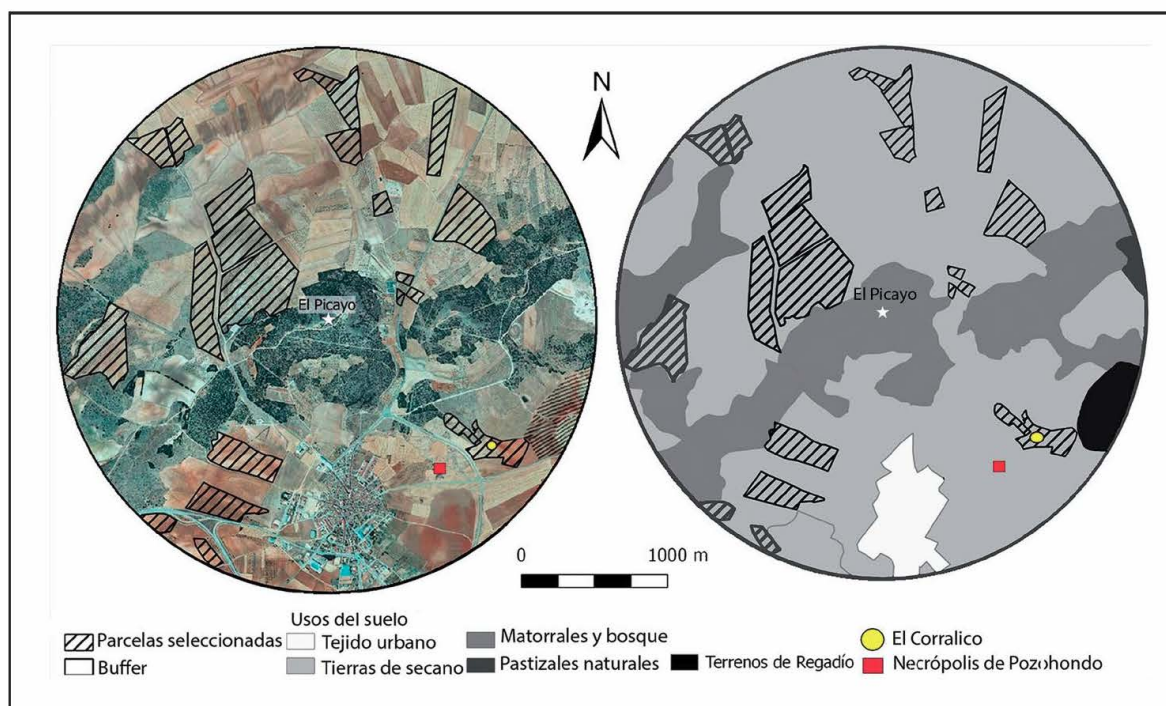 N
El Picayo
El Picayo
0 1000 m
Usos del suelo
Parcelas seleccionadas
Tejido urbano
Matorrales y bosque
El Corralico
Buffer
Tierras de secano
Pastizales naturales
Terrenos de Regadío
Necrópolis de Pozohondo